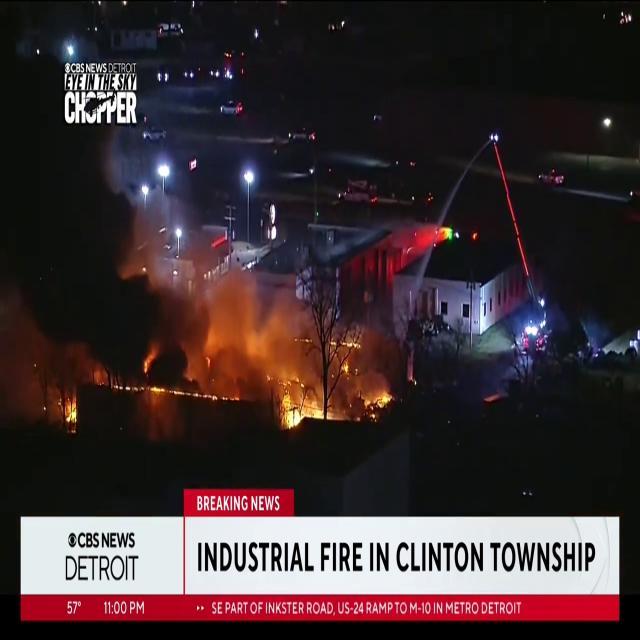 CBS NEWS DETROIT
EYE IN THE SKY
CHOPPER
BREAKING NEWS
CBS NEWS
DETROIT
INDUSTRIAL FIRE IN CLINTON TOWNSHIP
57° 11:00 PM SE PART OF INKSTER ROAD, US-24 RAMP TO M-10 IN METRO DETROIT